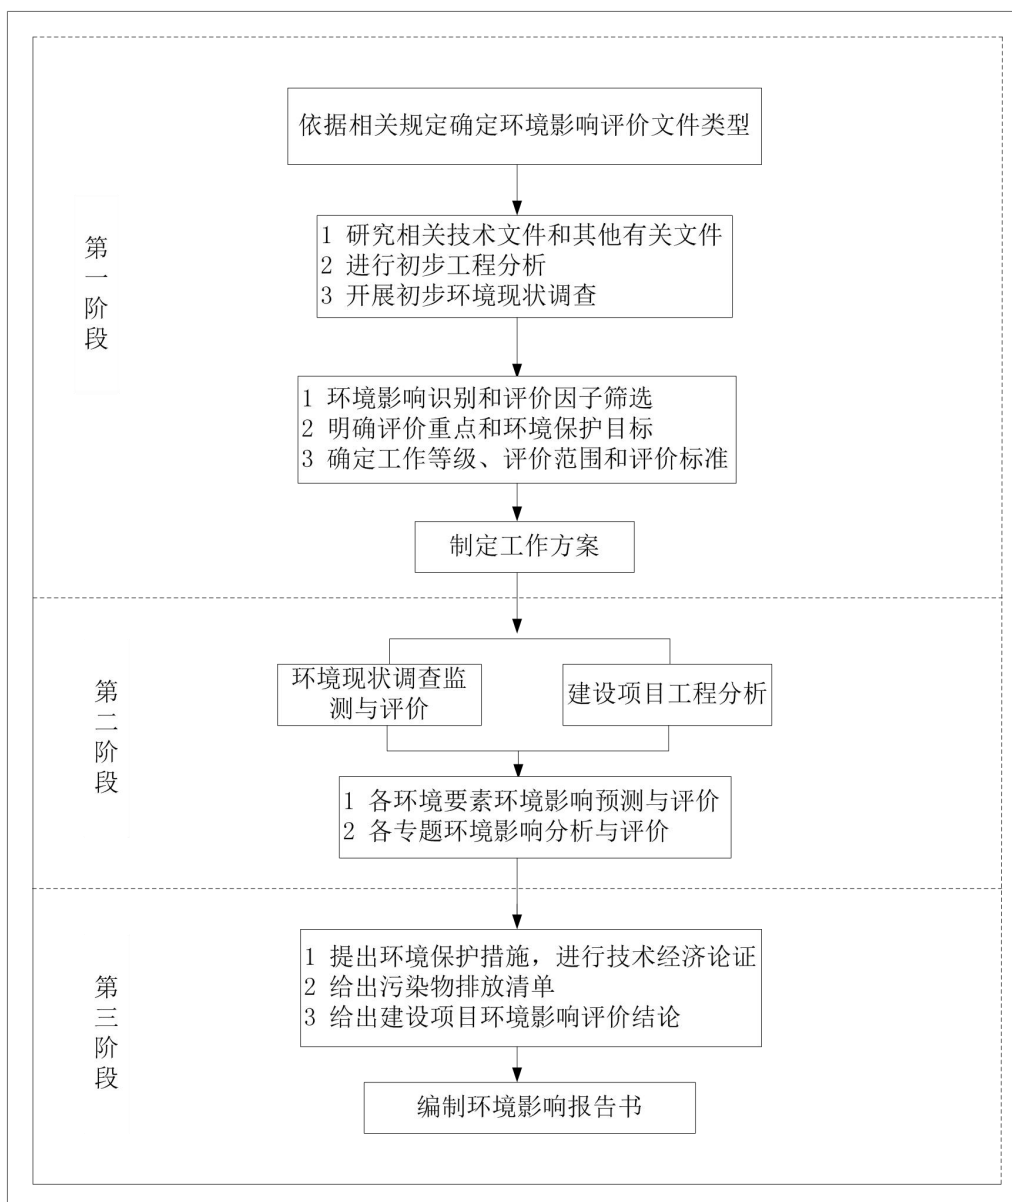 依据相关规定确定环境影响评价文件类型
第一阶段
1 研究相关技术文件和其他有关文件
2 进行初步工程分析
3 开展初步环境现状调查
1 环境影响识别和评价因子筛选
2 明确评价重点和环境保护目标
3 确定工作等级、评价范围和评价标准
制定工作方案
第二阶段
环境现状调查监
测与评价
建设项目工程分析
1 各环境要素环境影响预测与评价
2 各专题环境影响分析与评价
第三阶段
1 提出环境保护措施，进行技术经济论证
2 给出污染物排放清单
3 给出建设项目环境影响评价结论
编制环境影响报告书